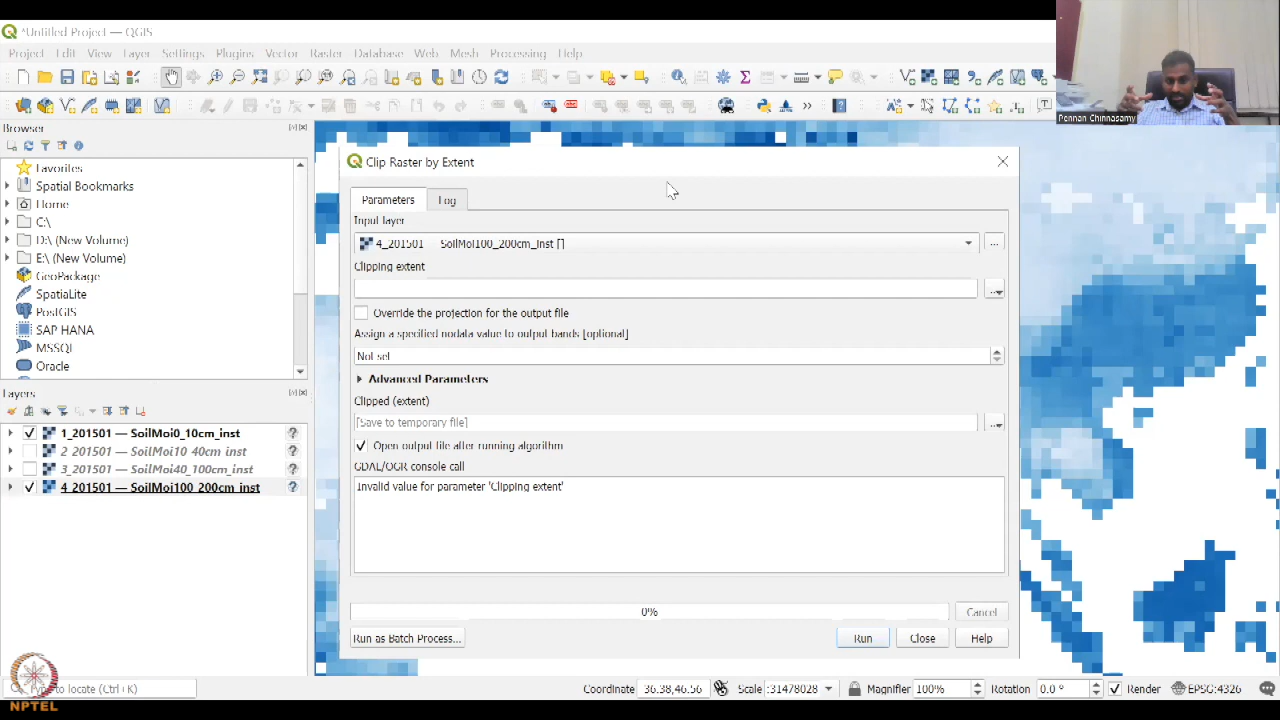 *Untitled Project — QGIS
Project Edit View Layer Settings Plugins Vector Raster Database Web Mesh Processing Help
Pennan Chinnasamy
Browser
Favorites
Spatial Bookmarks
Home
C:\
D:\ (New Volume)
E:\ (New Volume)
GeoPackage
SpatiaLite
PostGIS
SAP HANA
MSSQL
Oracle
Layers
1_201501 — SoilMoi0_10cm_inst
2_201501 — SoilMoi10_40cm_inst
3_201501 — SoilMoi40_100cm_inst
4_201501 — SoilMoi100_200cm_inst
Clip Raster by Extent
Parameters Log
Input layer
4_201501 SoilMoi100_200cm_inst []
Clipping extent
Override the projection for the output file
Assign a specified nodata value to output bands [optional]
Not set
Advanced Parameters
Clipped (extent)
[Save to temporary file]
Open output file after running algorithm
GDAL/OGR console call
Invalid value for parameter 'Clipping extent'
0% Cancel
Run as Batch Process... Run Close Help
to locate (Ctrl+K) Coordinate 36.38,46.56 Scale :31478028 Magnifier 100% Rotation 0.0 ° Render EPSG:4326
NPTEL